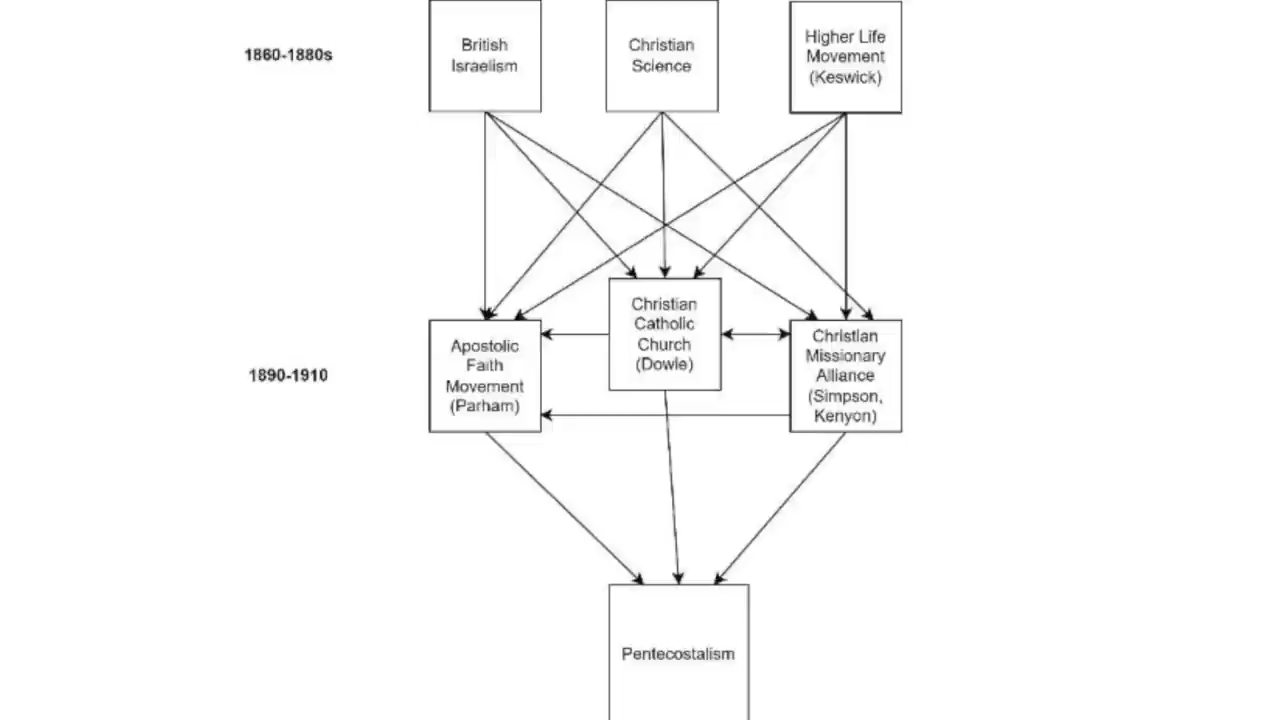 1860-1880s
British
Israelism
Christian
Science
Higher Life
Movement
(Keswick)
1890-1910
Apostolic
Faith
Movement
(Parham)
Christian
Catholic
Church
(Dowie)
Christian
Missionary
Alliance
(Simpson,
Kenyon)
Pentecostalism